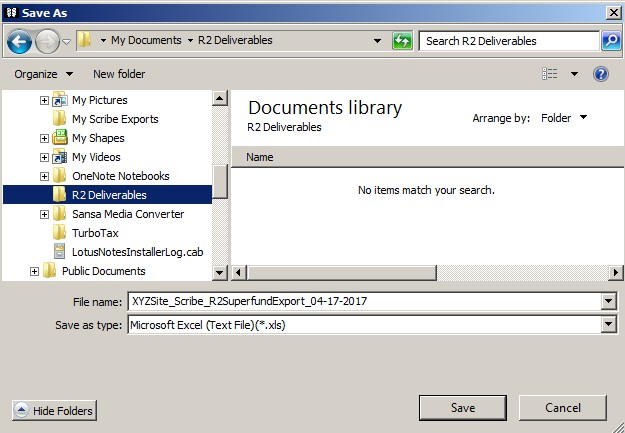 Save As
My Documents R2 Deliverables
Search R2 Deliverables
Organize New folder
My Pictures
My Scribe Exports
My Shapes
My Videos
OneNote Notebooks
R2 Deliverables
Sansa Media Converter
TurboTax
LotusNotesInstallerLog.cab
Public Documents
Documents library
R2 Deliverables
Arrange by: Folder
Name
No items match your search.
File name: XYZSite_Scribe_R2SuperfundExport_04-17-2017
Save as type: Microsoft Excel (Text File)(*.xls)
Hide Folders
Save
Cancel